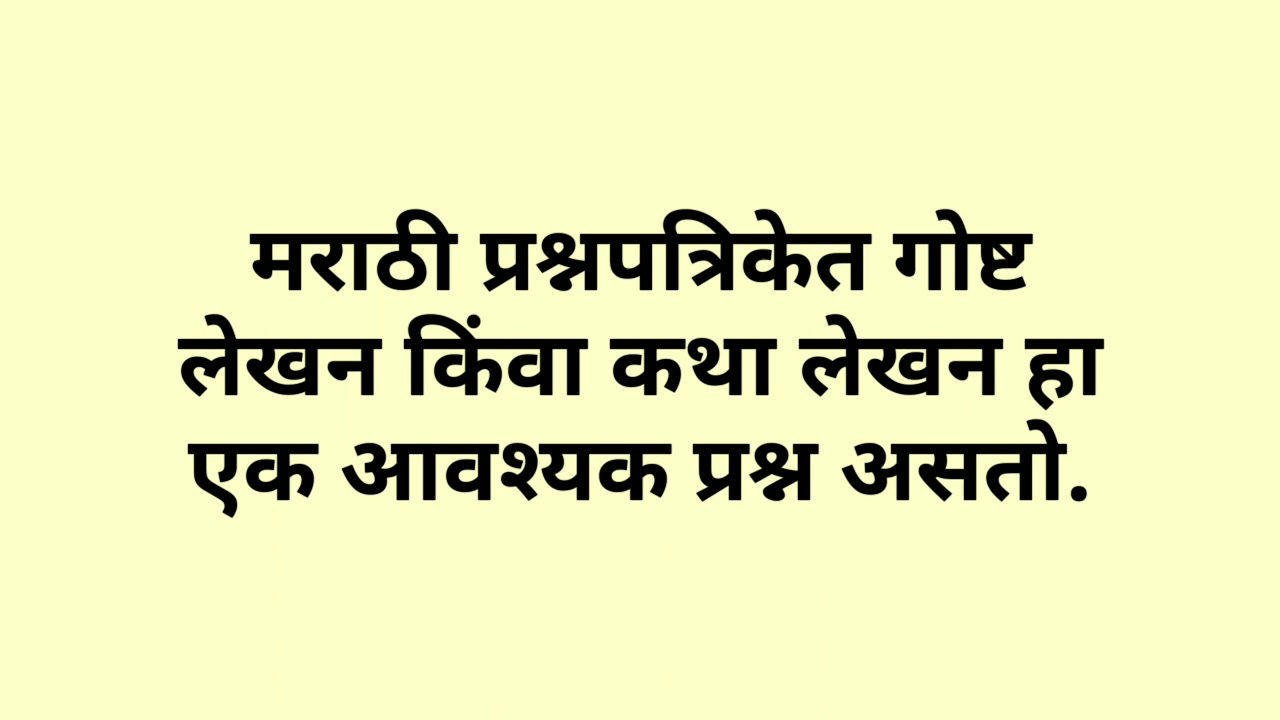 मराठी प्रश्नपत्रिकेत गोष्ट
लेखन किंवा कथा लेखन हा
एक आवश्यक प्रश्न असतो.